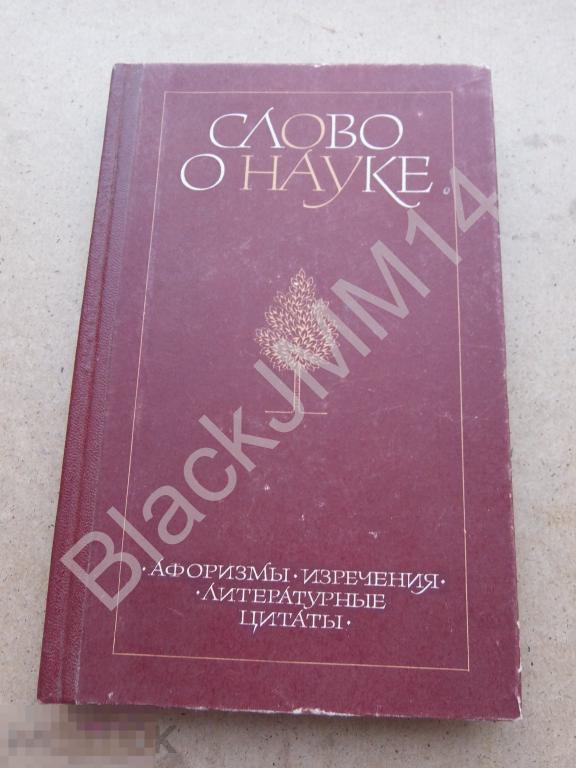 СЛОВО
О НАУКЕ
BlackJMM14
·АФОРИЗМЫ·ИЗРЕЧЕНИЯ·
·ЛИТЕРАТУРНЫЕ
ЦИТАТЫ·